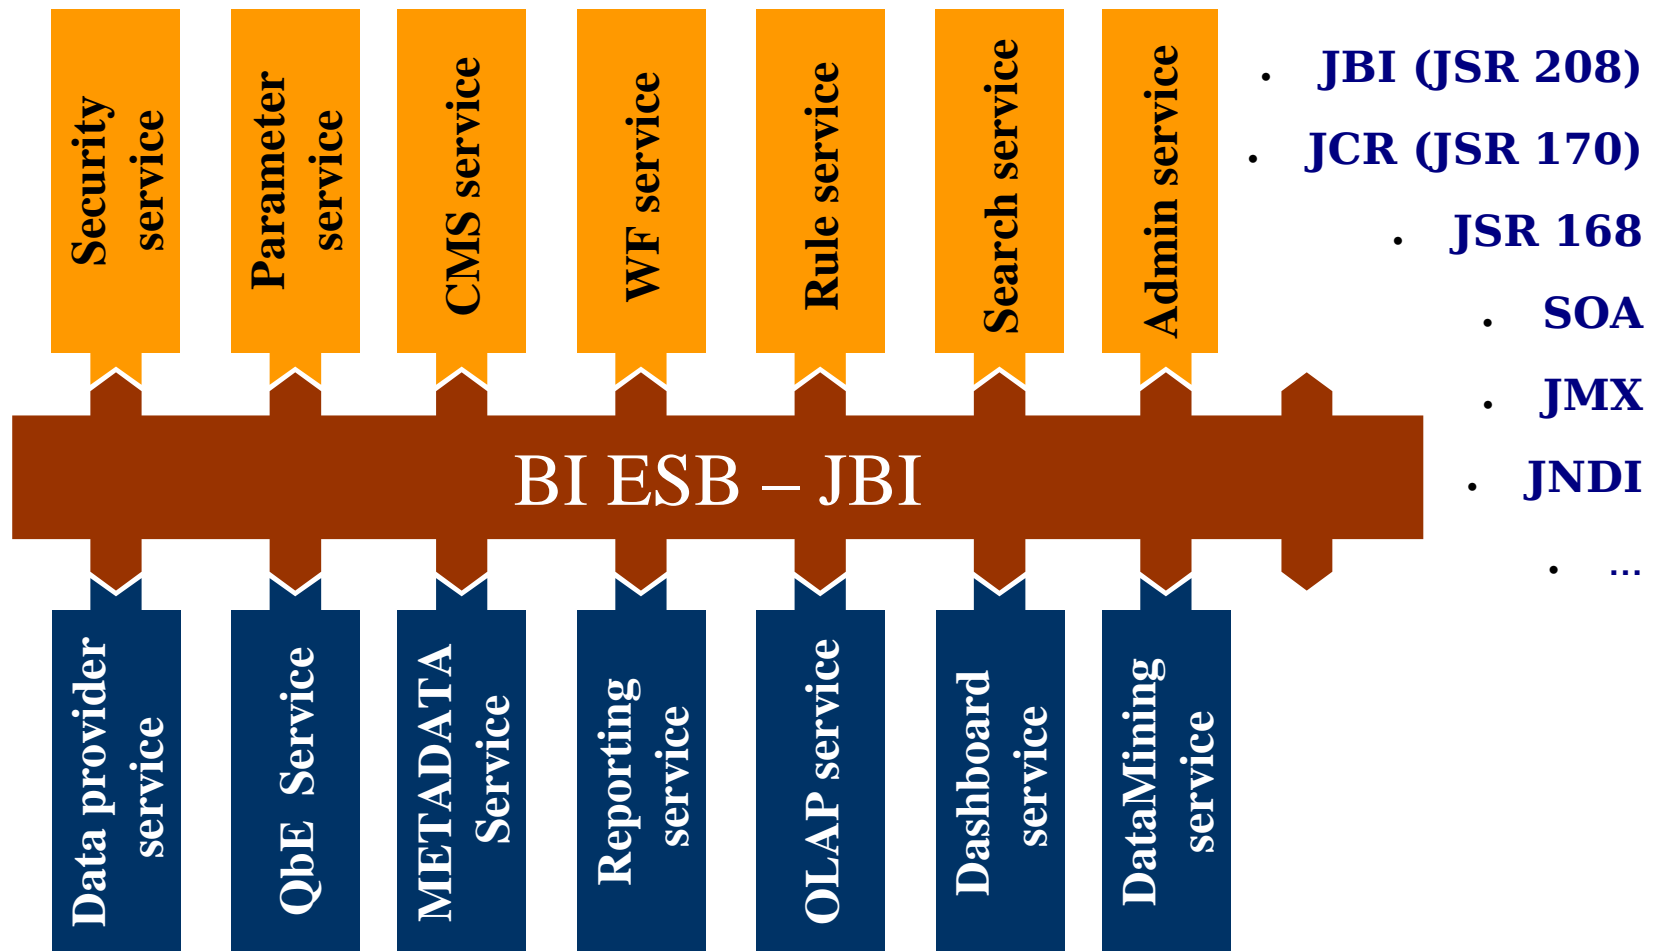 Security
service
Parameter
service
CMS service
WF service
Rule service
Search service
Admin service
. JBI (JSR 208)
. JCR (JSR 170)
. JSR 168
. SOA
. JMX
. JNDI
. ...
BI ESB – JBI
Data provider
service
QbE Service
METADATA
Service
Reporting
service
OLAP service
Dashboard
service
DataMining
service